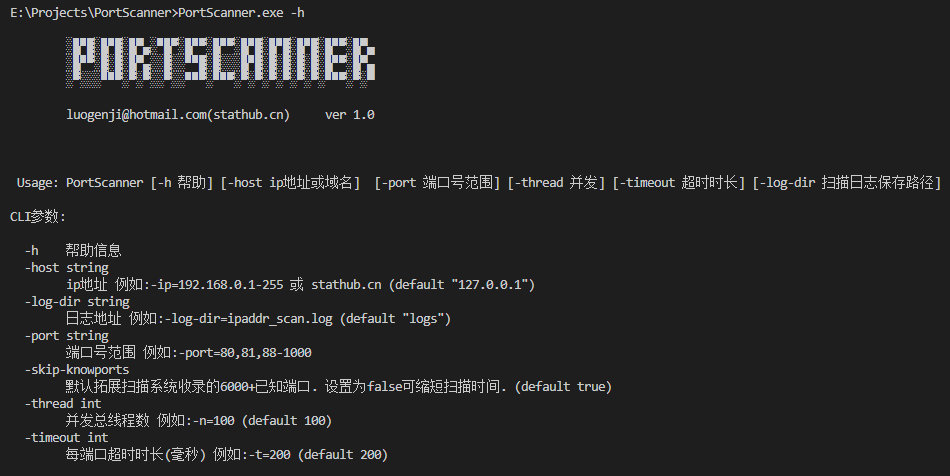 E:\Projects\PortScanner>PortScanner.exe -h
PORTSCANNER
luogenji@hotmail.com(stathub.cn)     ver 1.0
Usage: PortScanner [-h 帮助] [-host ip地址或域名]  [-port 端口号范围] [-thread 并发] [-timeout 超时时长] [-log-dir 扫描日志保存路径]
CLI参数:
-h    帮助信息
-host string
ip地址 例如:-ip=192.168.0.1-255 或 stathub.cn (default "127.0.0.1")
-log-dir string
日志地址 例如:-log-dir=ipaddr_scan.log (default "logs")
-port string
端口号范围 例如:-port=80,81,88-1000
-skip-knowports
默认拓展扫描系统收录的6000+已知端口. 设置为false可缩短扫描时间. (default true)
-thread int
并发总线程数 例如:-n=100 (default 100)
-timeout int
每端口超时时长(毫秒) 例如:-t=200 (default 200)